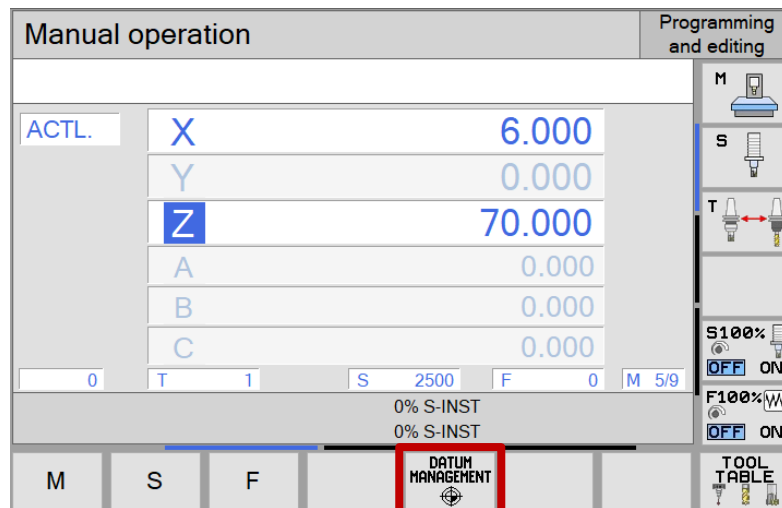 Manual operation
Programming
and editing
M
ACTL.
X 6.000
S
Y 0.000
Z 70.000
T
A 0.000
B 0.000
C 0.000
S100%
OFF ON
0 T 1 S 2500 F 0 M 5/9
F100%
0% S-INST
0% S-INST
OFF ON
M S F
DATUM
MANAGEMENT
TOOL
TABLE